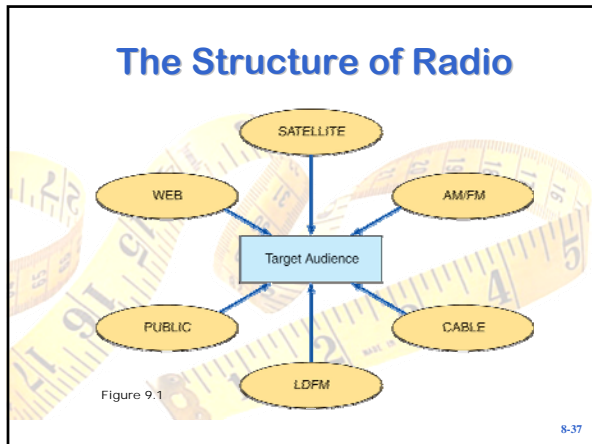 The Structure of Radio
SATELLITE
WEB
AM/FM
Target Audience
PUBLIC
CABLE
LDFM
Figure 9.1
8-37